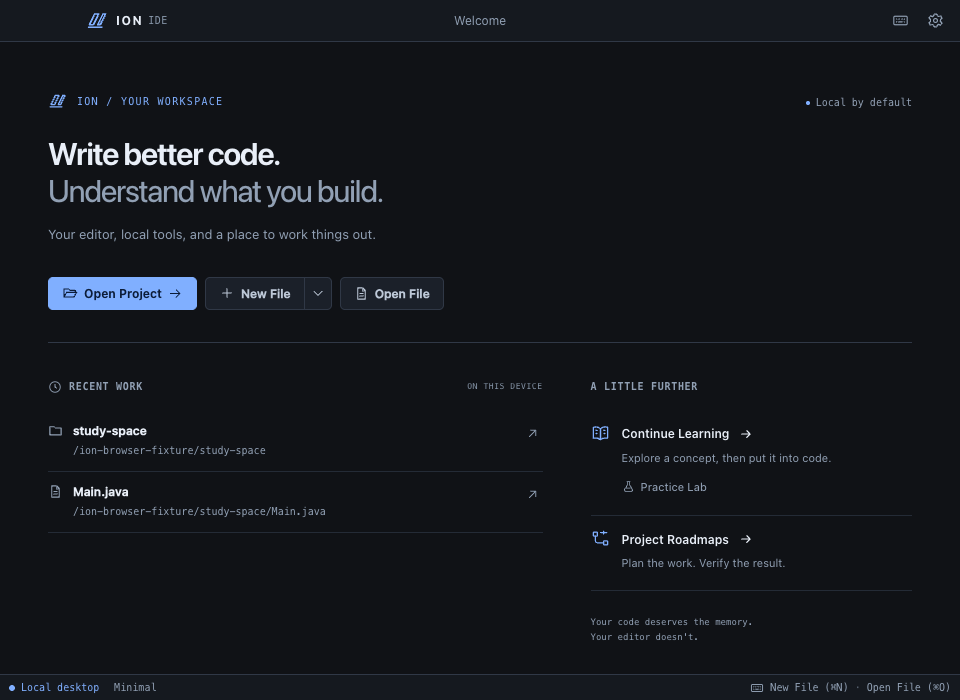 ION IDE
Welcome
ION / YOUR WORKSPACE
Local by default
Write better code.
Understand what you build.
Your editor, local tools, and a place to work things out.
Open Project
New File
Open File
RECENT WORK
ON THIS DEVICE
study-space
/ion-browser-fixture/study-space
Main.java
/ion-browser-fixture/study-space/Main.java
A LITTLE FURTHER
Continue Learning
Explore a concept, then put it into code.
Practice Lab
Project Roadmaps
Plan the work. Verify the result.
Your code deserves the memory.
Your editor doesn't.
Local desktop Minimal
New File (⌘N) · Open File (⌘O)